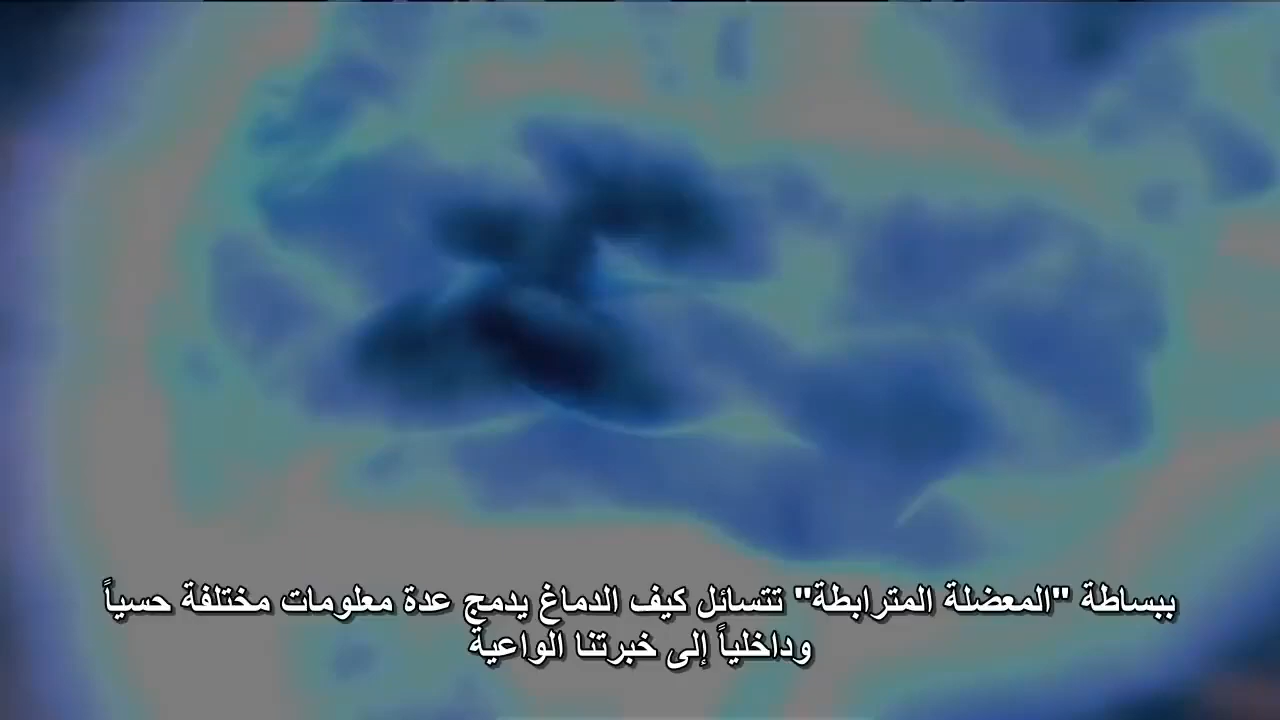 ببساطة "المعضلة المترابطة" تتسائل كيف الدماغ يدمج عدة معلومات مختلفة حسياً
وداخلياً إلى خبرتنا الواعية